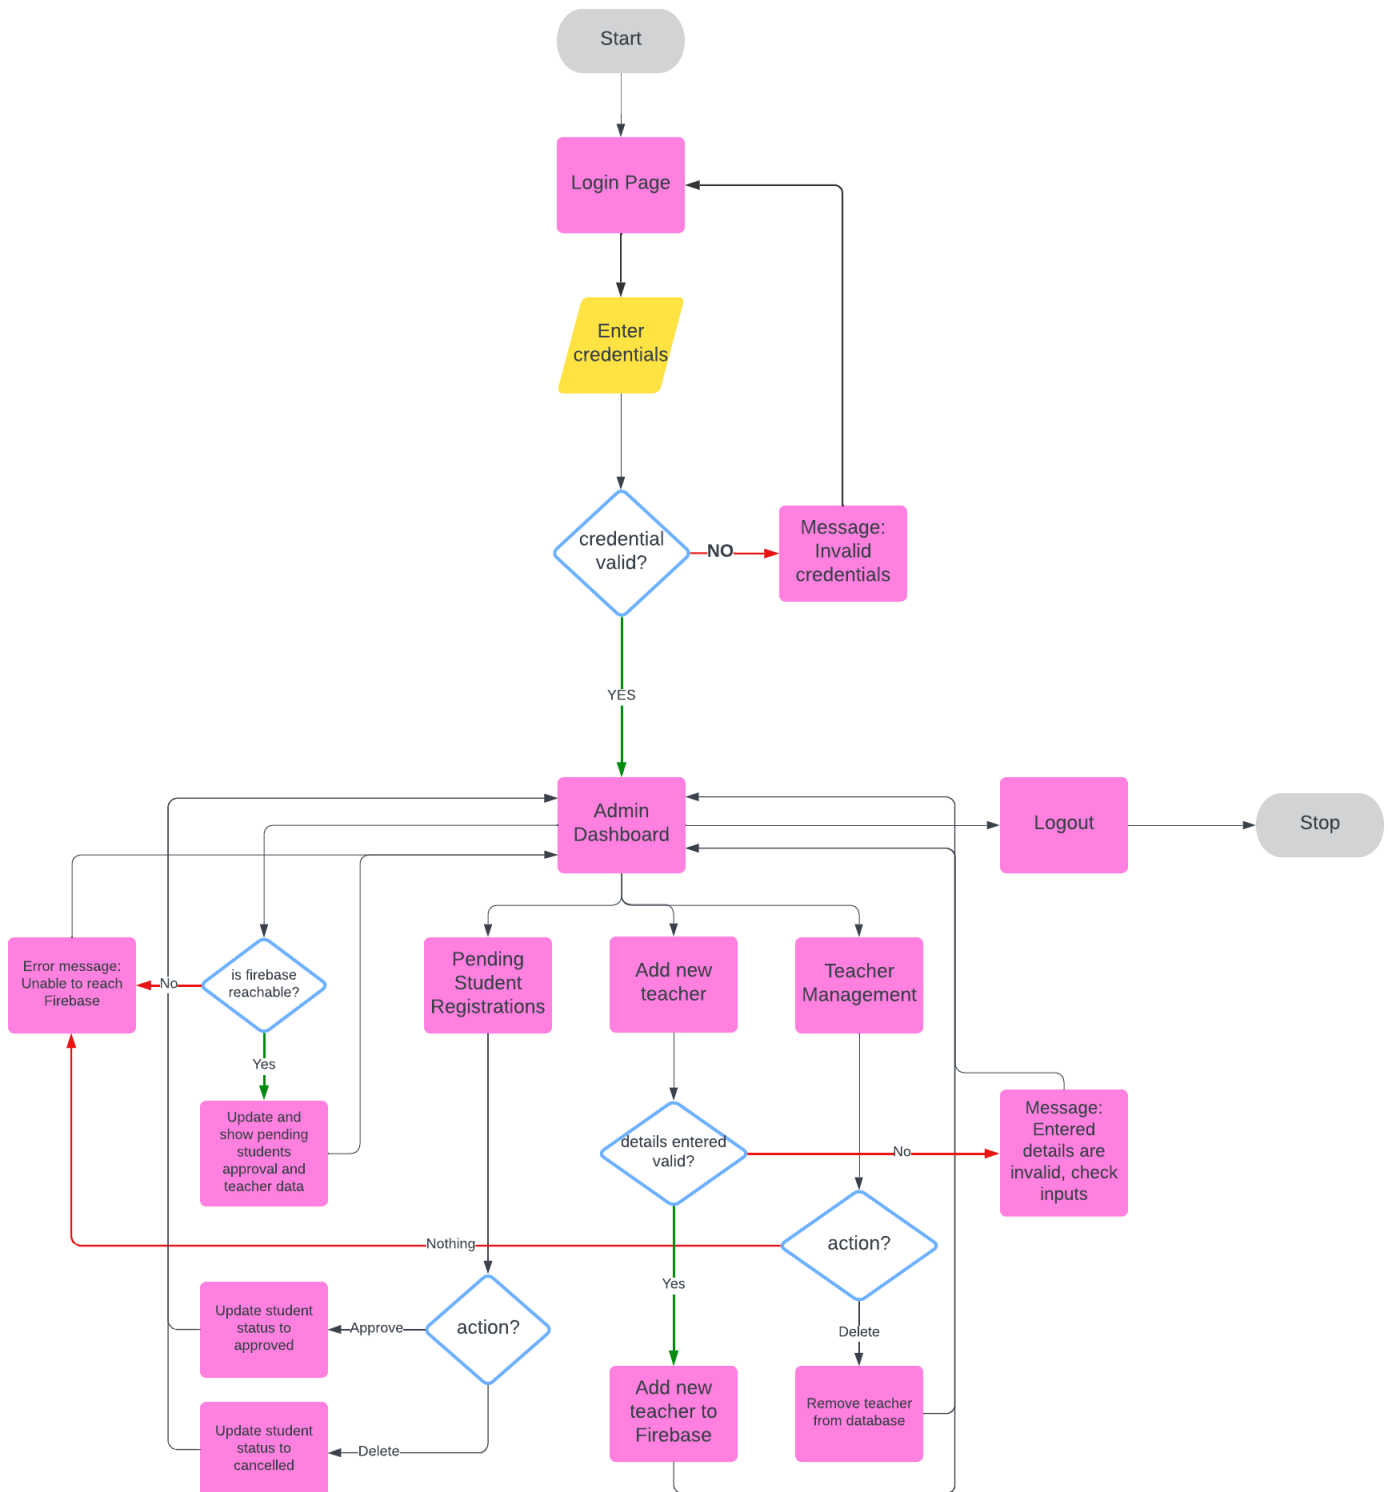 Start
Login Page
Enter
credentials
credential
valid?
NO
Message:
Invalid
credentials
YES
Admin
Dashboard
Logout
Stop
Error message:
Unable to reach
Firebase
No
is firebase
reachable?
Pending
Student
Registrations
Add new
teacher
Teacher
Management
Yes
Update and
show pending
students
approval and
teacher data
details entered
valid?
No
Message:
Entered
details are
invalid, check
inputs
Nothing
action?
Yes
Update student
status to
approved
Approve
action?
Delete
Add new
teacher to
Firebase
Remove teacher
from database
Update student
status to
cancelled
Delete